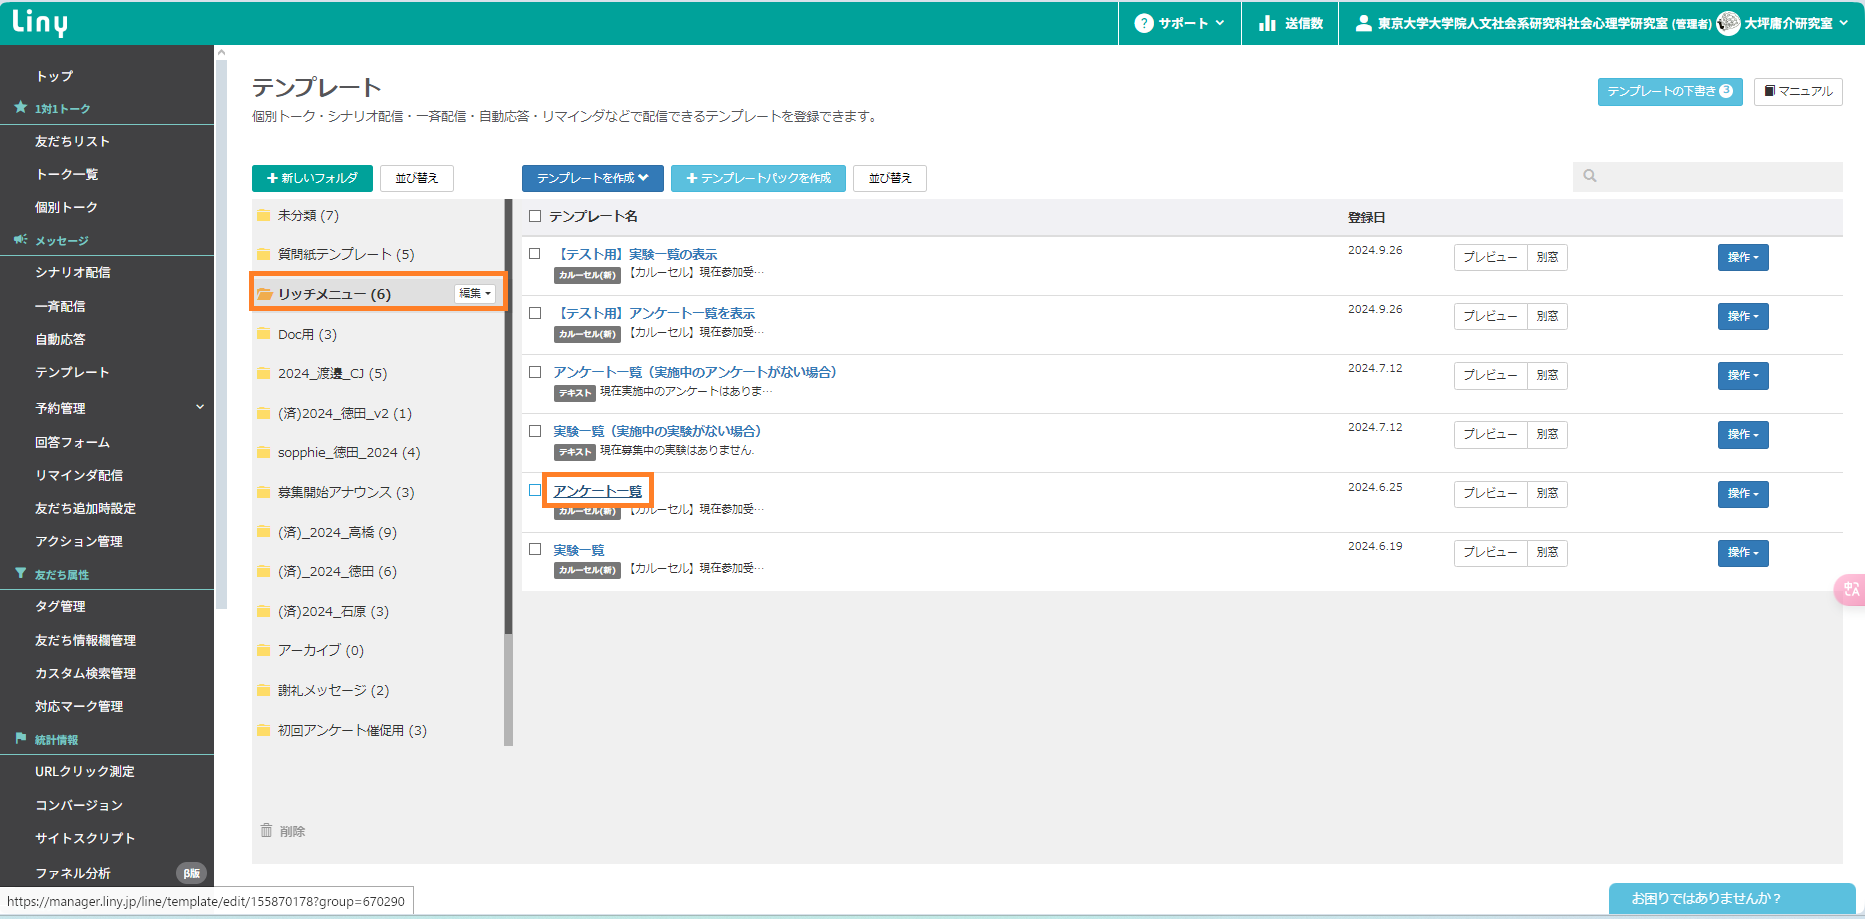 Liny
? サポート
送信数
東京大学大学院人文社会系研究科社会心理学研究室 (管理者) 大坪庸介研究室
トップ
1対1トーク
友だちリスト
トーク一覧
個別トーク
メッセージ
シナリオ配信
一斉配信
自動応答
テンプレート
予約管理
回答フォーム
リマインダ配信
友だち追加時設定
アクション管理
友だち属性
タグ管理
友だち情報欄管理
カスタム検索管理
対応マーク管理
統計情報
URLクリック測定
コンバージョン
サイトスクリプト
ファネル分析 β版
テンプレート
個別トーク・シナリオ配信・一斉配信・自動応答・リマインダなどで配信できるテンプレートを登録できます。
テンプレートの下書き 3
マニュアル
+ 新しいフォルダ
並び替え
テンプレートを作成
+ テンプレートパックを作成
並び替え
未分類 (7)
質問紙テンプレート (5)
リッチメニュー (6) 編集
Doc用 (3)
2024_渡邊_CJ (5)
(済)2024_徳田_v2 (1)
sopphie_徳田_2024 (4)
募集開始アナウンス (3)
(済)_2024_高橋 (9)
(済)_2024_徳田 (6)
(済)2024_石原 (3)
アーカイブ (0)
謝礼メッセージ (2)
初回アンケート催促用 (3)
削除
テンプレート名 登録日
【テスト用】実験一覧の表示 2024.9.26 プレビュー 別窓 操作
カルーセル(新) 【カルーセル】現在参加受…
【テスト用】アンケート一覧を表示 2024.9.26 プレビュー 別窓 操作
カルーセル(新) 【カルーセル】現在参加受…
アンケート一覧（実施中のアンケートがない場合） 2024.7.12 プレビュー 別窓 操作
テキスト 現在実施中のアンケートはありま…
実験一覧（実施中の実験がない場合） 2024.7.12 プレビュー 別窓 操作
テキスト 現在募集中の実験はありません.
アンケート一覧 2024.6.25 プレビュー 別窓 操作
カルーセル(新) 【カルーセル】現在参加受…
実験一覧 2024.6.19 プレビュー 別窓 操作
カルーセル(新) 【カルーセル】現在参加受…
https://manager.liny.jp/line/template/edit/155870178?group=670290
お困りではありませんか？